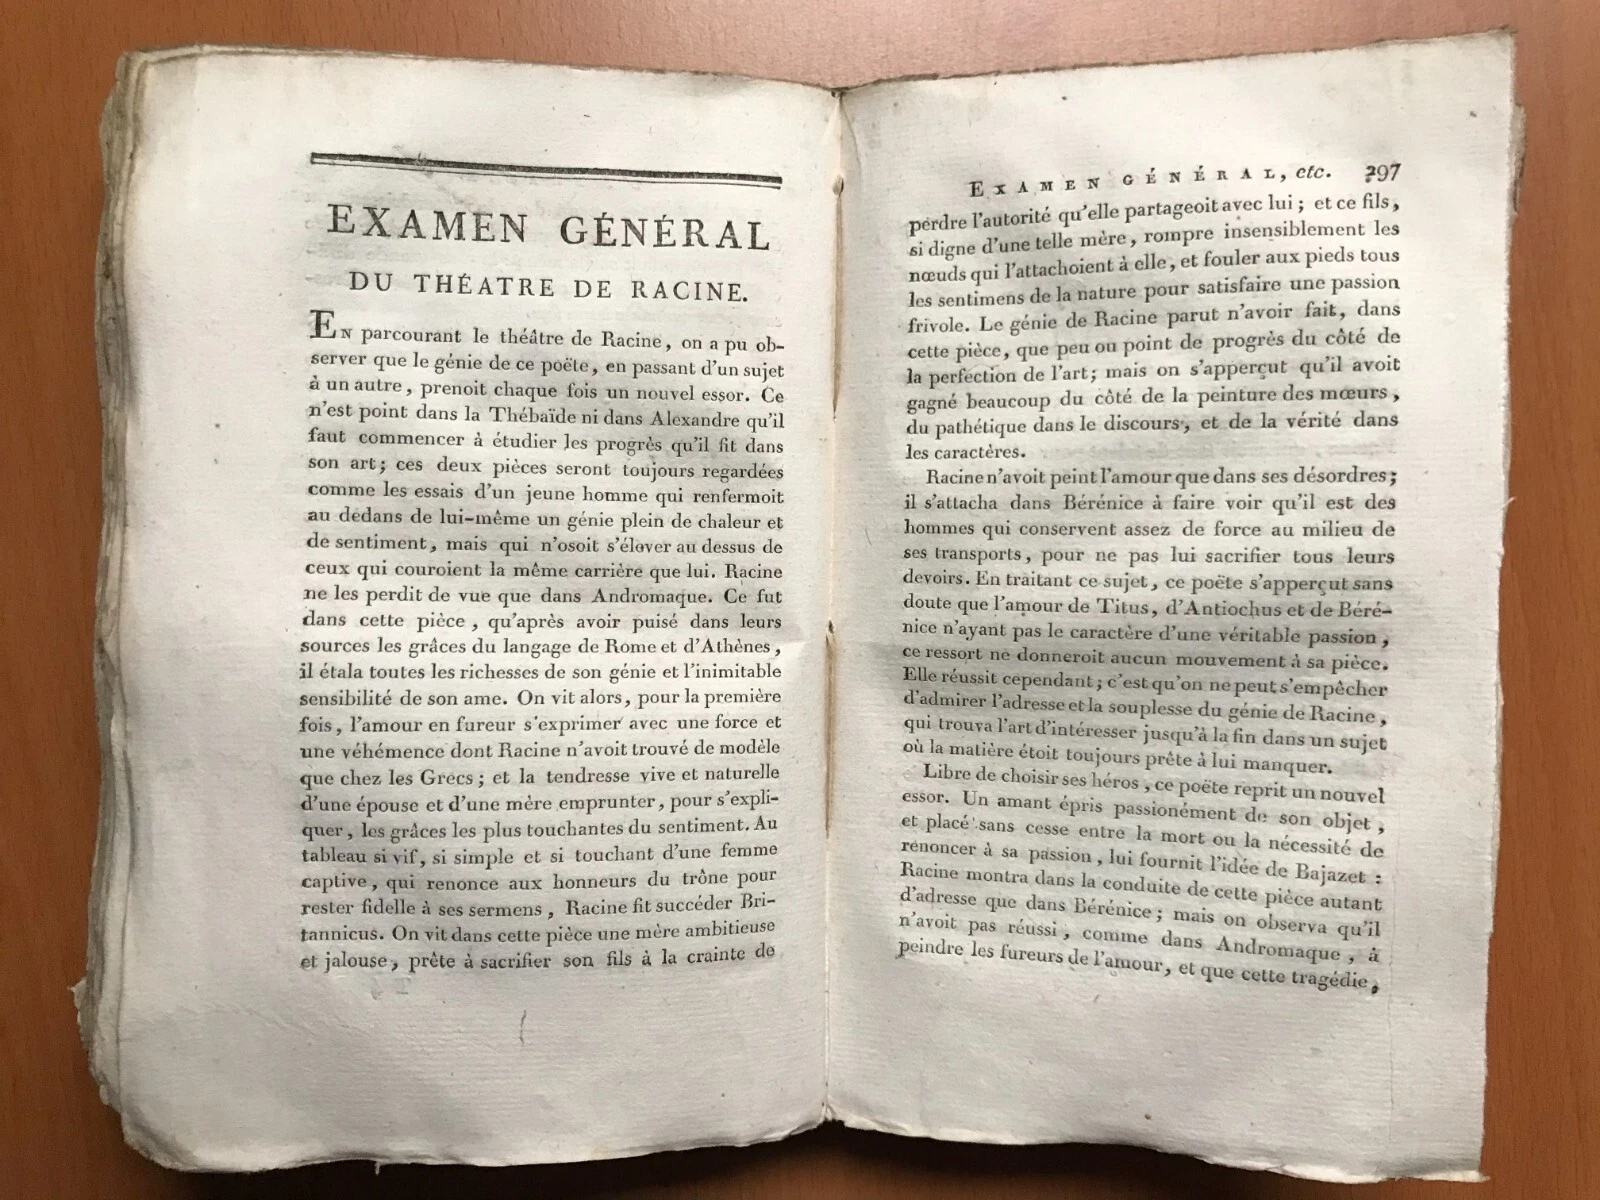 EXAMEN GÉNÉRAL
DU THÉATRE DE RACINE.
EN parcourant le théâtre de Racine, on a pu ob-
server que le génie de ce poëte, en passant d'un sujet
à un autre, prenoit chaque fois un nouvel essor. Ce
n'est point dans la Thébaïde ni dans Alexandre qu'il
faut commencer à étudier les progrès qu'il fit dans
son art; ces deux pièces seront toujours regardées
comme les essais d'un jeune homme qui renfermoit
au dedans de lui-même un génie plein de chaleur et
de sentiment, mais qui n'osoit s'élever au dessus de
ceux qui couroient la même carrière que lui. Racine
ne les perdit de vue que dans Andromaque. Ce fut
dans cette pièce, qu'après avoir puisé dans leurs
sources les grâces du langage de Rome et d'Athènes,
il étala toutes les richesses de son génie et l'inimitable
sensibilité de son ame. On vit alors, pour la première
fois, l'amour en fureur s'exprimer avec une force et
une véhémence dont Racine n'avoit trouvé de modèle
que chez les Grecs; et la tendresse vive et naturelle
d'une épouse et d'une mère emprunter, pour s'expli-
quer, les grâces les plus touchantes du sentiment. Au
tableau si vif, si simple et si touchant d'une femme
captive, qui renonce aux honneurs du trône pour
rester fidelle à ses sermens, Racine fit succéder Bri-
tannicus. On vit dans cette pièce une mère ambitieuse
et jalouse, prête à sacrifier son fils à la crainte de
EXAMEN GÉNÉRAL, etc. 397
perdre l'autorité qu'elle partageoit avec lui; et ce fils,
si digne d'une telle mère, rompre insensiblement les
nœuds qui l'attachoient à elle, et fouler aux pieds tous
les sentimens de la nature pour satisfaire une passion
frivole. Le génie de Racine parut n'avoir fait, dans
cette pièce, que peu ou point de progrès du côté de
la perfection de l'art; mais on s'apperçut qu'il avoit
gagné beaucoup du côté de la peinture des mœurs,
du pathétique dans le discours, et de la vérité dans
les caractères.
Racine n'avoit peint l'amour que dans ses désordres;
il s'attacha dans Bérénice à faire voir qu'il est des
hommes qui conservent assez de force au milieu de
ses transports, pour ne pas lui sacrifier tous leurs
devoirs. En traitant ce sujet, ce poëte s'apperçut sans
doute que l'amour de Titus, d'Antiochus et de Béré-
nice n'ayant pas le caractère d'une véritable passion,
ce ressort ne donneroit aucun mouvement à sa pièce.
Elle réussit cependant; c'est qu'on ne peut s'empêcher
d'admirer l'adresse et la souplesse du génie de Racine,
qui trouva l'art d'intéresser jusqu'à la fin dans un sujet
où la matière étoit toujours prête à lui manquer.
Libre de choisir ses héros, ce poëte reprit un nouvel
essor. Un amant épris passionément de son objet,
et placé sans cesse entre la mort ou la nécessité de
renoncer à sa passion, lui fournit l'idée de Bajazet :
Racine montra dans la conduite de cette pièce autant
d'adresse que dans Bérénice; mais on observa qu'il
n'avoit pas réussi, comme dans Andromaque, à
peindre les fureurs de l'amour, et que cette tragédie,